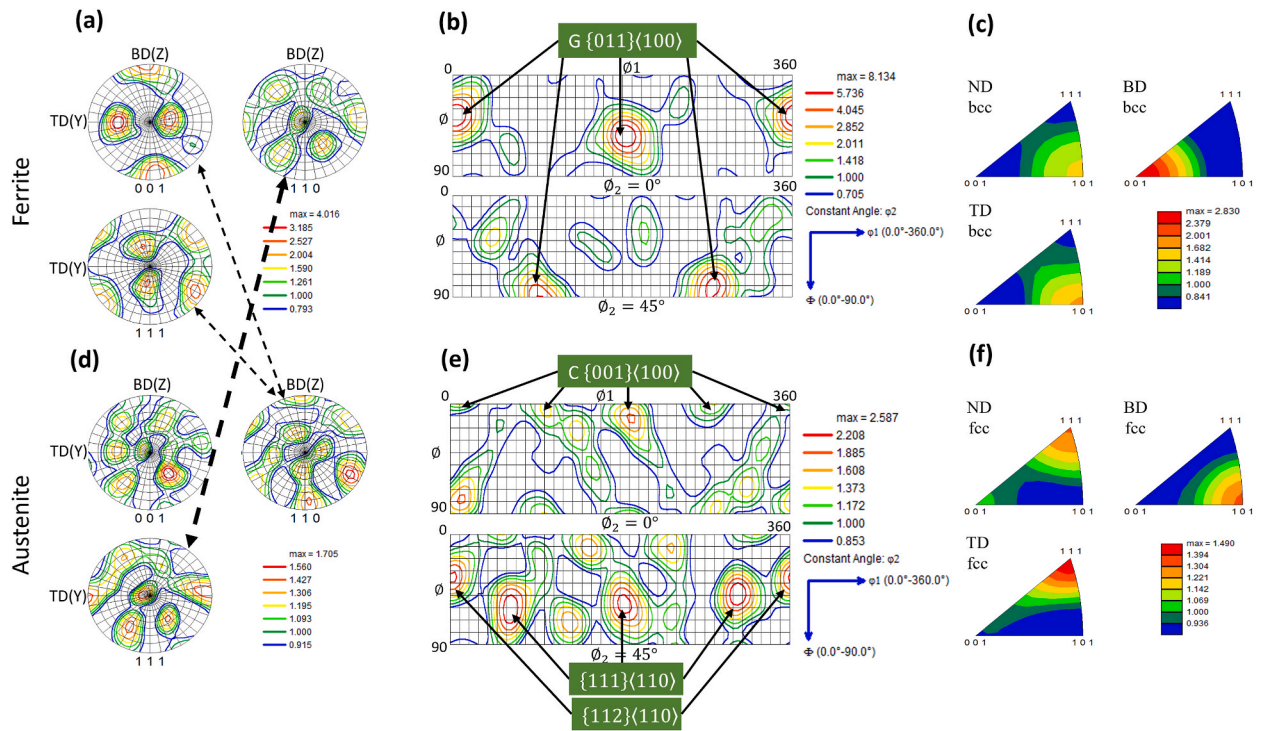 (a)
BD(Z)
BD(Z)
TD(Y)
0 0 1
1 1 0
Ferrite
TD(Y)
1 1 1
max = 4.016
3.185
2.527
2.004
1.590
1.261
1.000
0.793
(b)
G {011}⟨100⟩
0
Ø1
360
Ø
90
Ø₂ = 0°
360
Ø
90
Ø₂ = 45°
max = 8.134
5.736
4.045
2.852
2.011
1.418
1.000
0.705
Constant Angle: φ2
φ1 (0.0°-360.0°)
Φ (0.0°-90.0°)
(c)
ND
bcc
1 1 1
0 0 1
1 0 1
BD
bcc
1 1 1
0 0 1
1 0 1
TD
bcc
1 1 1
0 0 1
1 0 1
max = 2.830
2.379
2.001
1.682
1.414
1.189
1.000
0.841
(d)
BD(Z)
BD(Z)
TD(Y)
0 0 1
1 1 0
Austenite
TD(Y)
1 1 1
max = 1.705
1.560
1.427
1.306
1.195
1.093
1.000
0.915
(e)
C {001}⟨100⟩
0
Ø1
360
Ø
90
Ø₂ = 0°
360
Ø
90
Ø₂ = 45°
{111}⟨110⟩
{112}⟨110⟩
max = 2.587
2.208
1.885
1.608
1.373
1.172
1.000
0.853
Constant Angle: φ2
φ1 (0.0°-360.0°)
Φ (0.0°-90.0°)
(f)
ND
fcc
1 1 1
0 0 1
1 0 1
BD
fcc
1 1 1
0 0 1
1 0 1
TD
fcc
1 1 1
0 0 1
1 0 1
max = 1.490
1.394
1.304
1.221
1.142
1.069
1.000
0.936